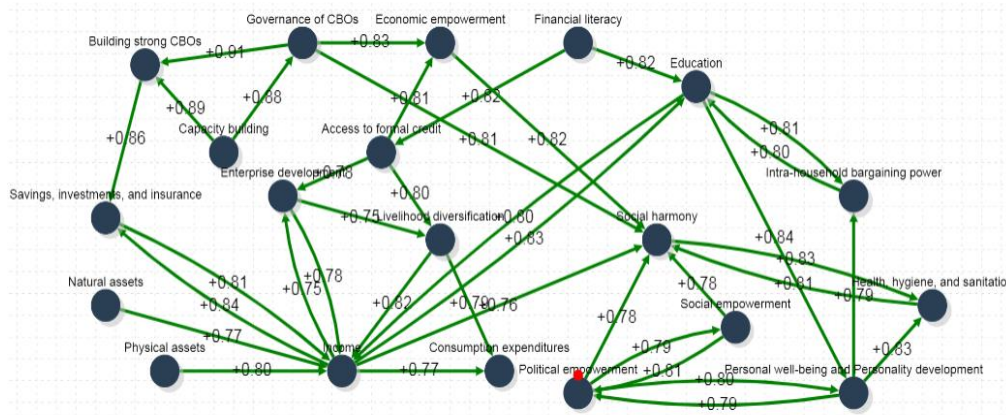 Governance of CBOs
Economic empowerment
Financial literacy
Building strong CBOs
+0.91
+0.83
+0.82
Education
+0.89
+0.88
+0.81
+0.82
+0.86
Capacity building
Access to formal credit
+0.81
+0.82
+0.81
+0.80
Enterprise development
+0.78
Intra-household bargaining power
Savings, investments, and insurance
+0.80
+0.75
Livelihood diversification
+0.80
Social harmony
+0.83
+0.84
+0.83
+0.81
+0.78
+0.78
+0.81
Natural assets
+0.84
+0.75
+0.82
+0.79
+0.76
Social empowerment
+0.79
Health, hygiene, and sanitatio
+0.77
+0.78
Physical assets
Income
Consumption expenditures
+0.79
+0.83
+0.80
+0.77
Political empowerment
+0.81
Personal well-being and Personality development
+0.80
+0.79